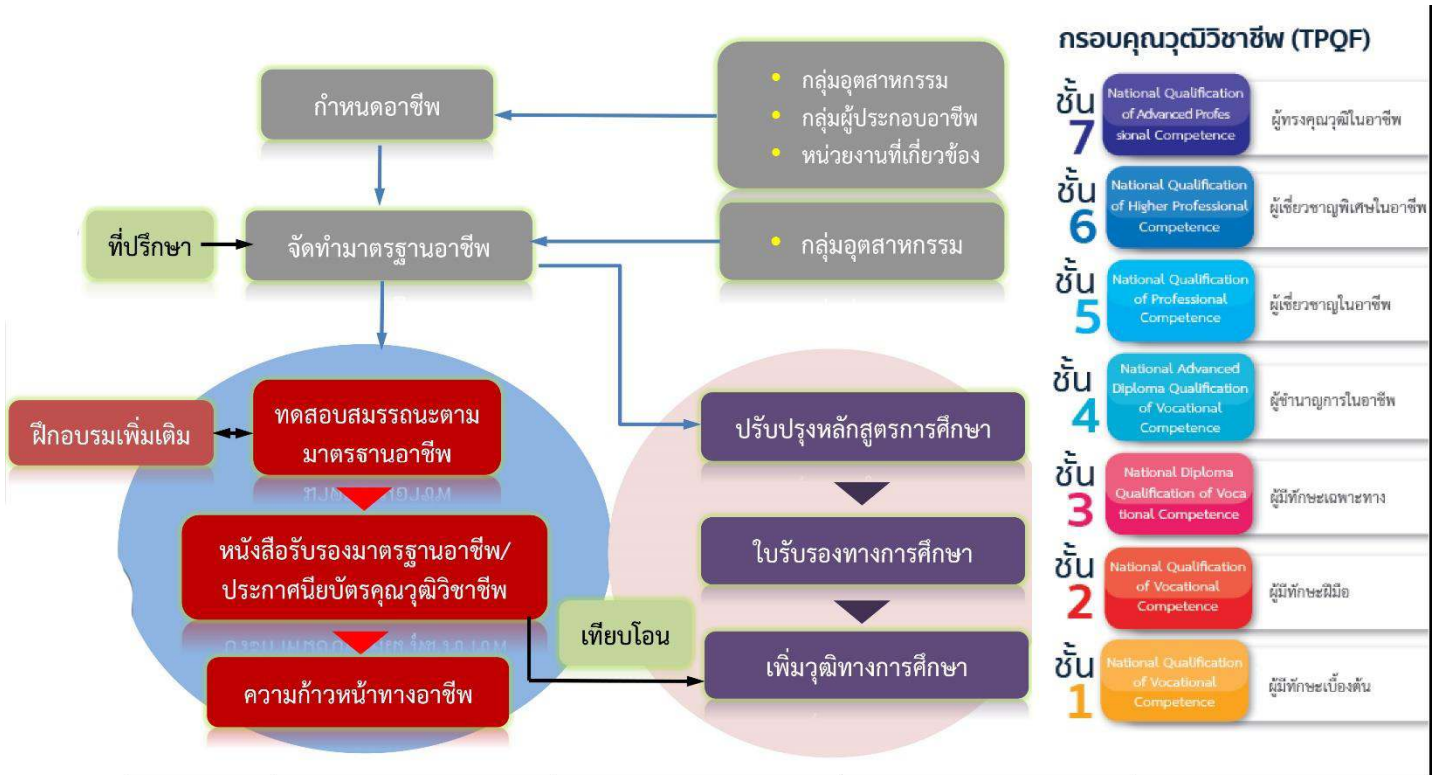 กำหนดอาชีพ
• กลุ่มอุตสาหกรรม
• กลุ่มผู้ประกอบอาชีพ
• หน่วยงานที่เกี่ยวข้อง
ที่ปรึกษา
จัดทำมาตรฐานอาชีพ
• กลุ่มอุตสาหกรรม
ฝึกอบรมเพิ่มเติม
ทดสอบสมรรถนะตาม
มาตรฐานอาชีพ
หนังสือรับรองมาตรฐานอาชีพ/
ประกาศนียบัตรคุณวุฒิวิชาชีพ
ความก้าวหน้าทางอาชีพ
เทียบโอน
ปรับปรุงหลักสูตรการศึกษา
ใบรับรองทางการศึกษา
เพิ่มวุฒิทางการศึกษา
กรอบคุณวุฒิวิชาชีพ (TPQF)
ชั้น
7
National Qualification
of Advanced Profes
sional Competence
ผู้ทรงคุณวุฒิในอาชีพ
ชั้น
6
National Qualification
of Higher Professional
Competence
ผู้เชี่ยวชาญพิเศษในอาชีพ
ชั้น
5
National Qualification
of Professional
Competence
ผู้เชี่ยวชาญในอาชีพ
ชั้น
4
National Advanced
Diploma Qualification
of Vocational
Competence
ผู้ชำนาญการในอาชีพ
ชั้น
3
National Diploma
Qualification of Voca
tional Competence
ผู้มีทักษะเฉพาะทาง
ชั้น
2
National Qualification
of Vocational
Competence
ผู้มีทักษะฝีมือ
ชั้น
1
National Qualification
of Vocational
Competence
ผู้มีทักษะเบื้องต้น